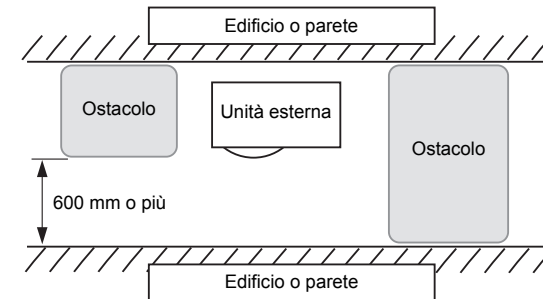 Edificio o parete
Ostacolo
Unità esterna
Ostacolo
600 mm o più
Edificio o parete